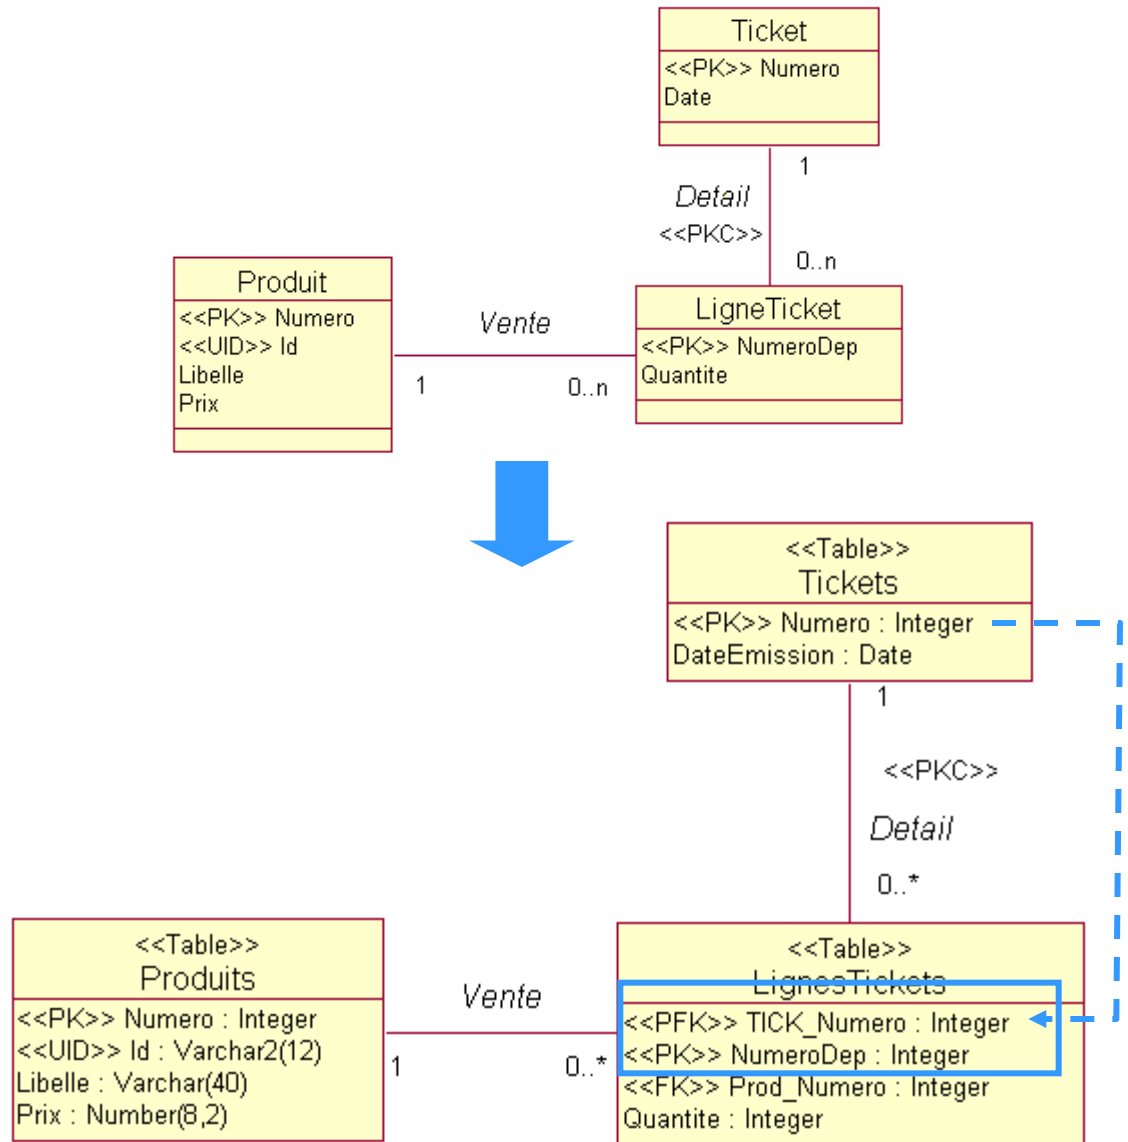 Ticket
<<PK>> Numero
Date
1
Detail
<<PKC>>
0..n
Produit
<<PK>> Numero
<<UID>> Id
Libelle
Prix
Vente
1
0..n
LigneTicket
<<PK>> NumeroDep
Quantite
<<Table>>
Tickets
<<PK>> Numero : Integer
DateEmission : Date
1
<<PKC>>
Detail
0..*
<<Table>>
Produits
<<PK>> Numero : Integer
<<UID>> Id : Varchar2(12)
Libelle : Varchar(40)
Prix : Number(8,2)
Vente
1
0..*
<<Table>>
LignesTickets
<<PFK>> TICK_Numero : Integer
<<PK>> NumeroDep : Integer
<<FK>> Prod_Numero : Integer
Quantite : Integer